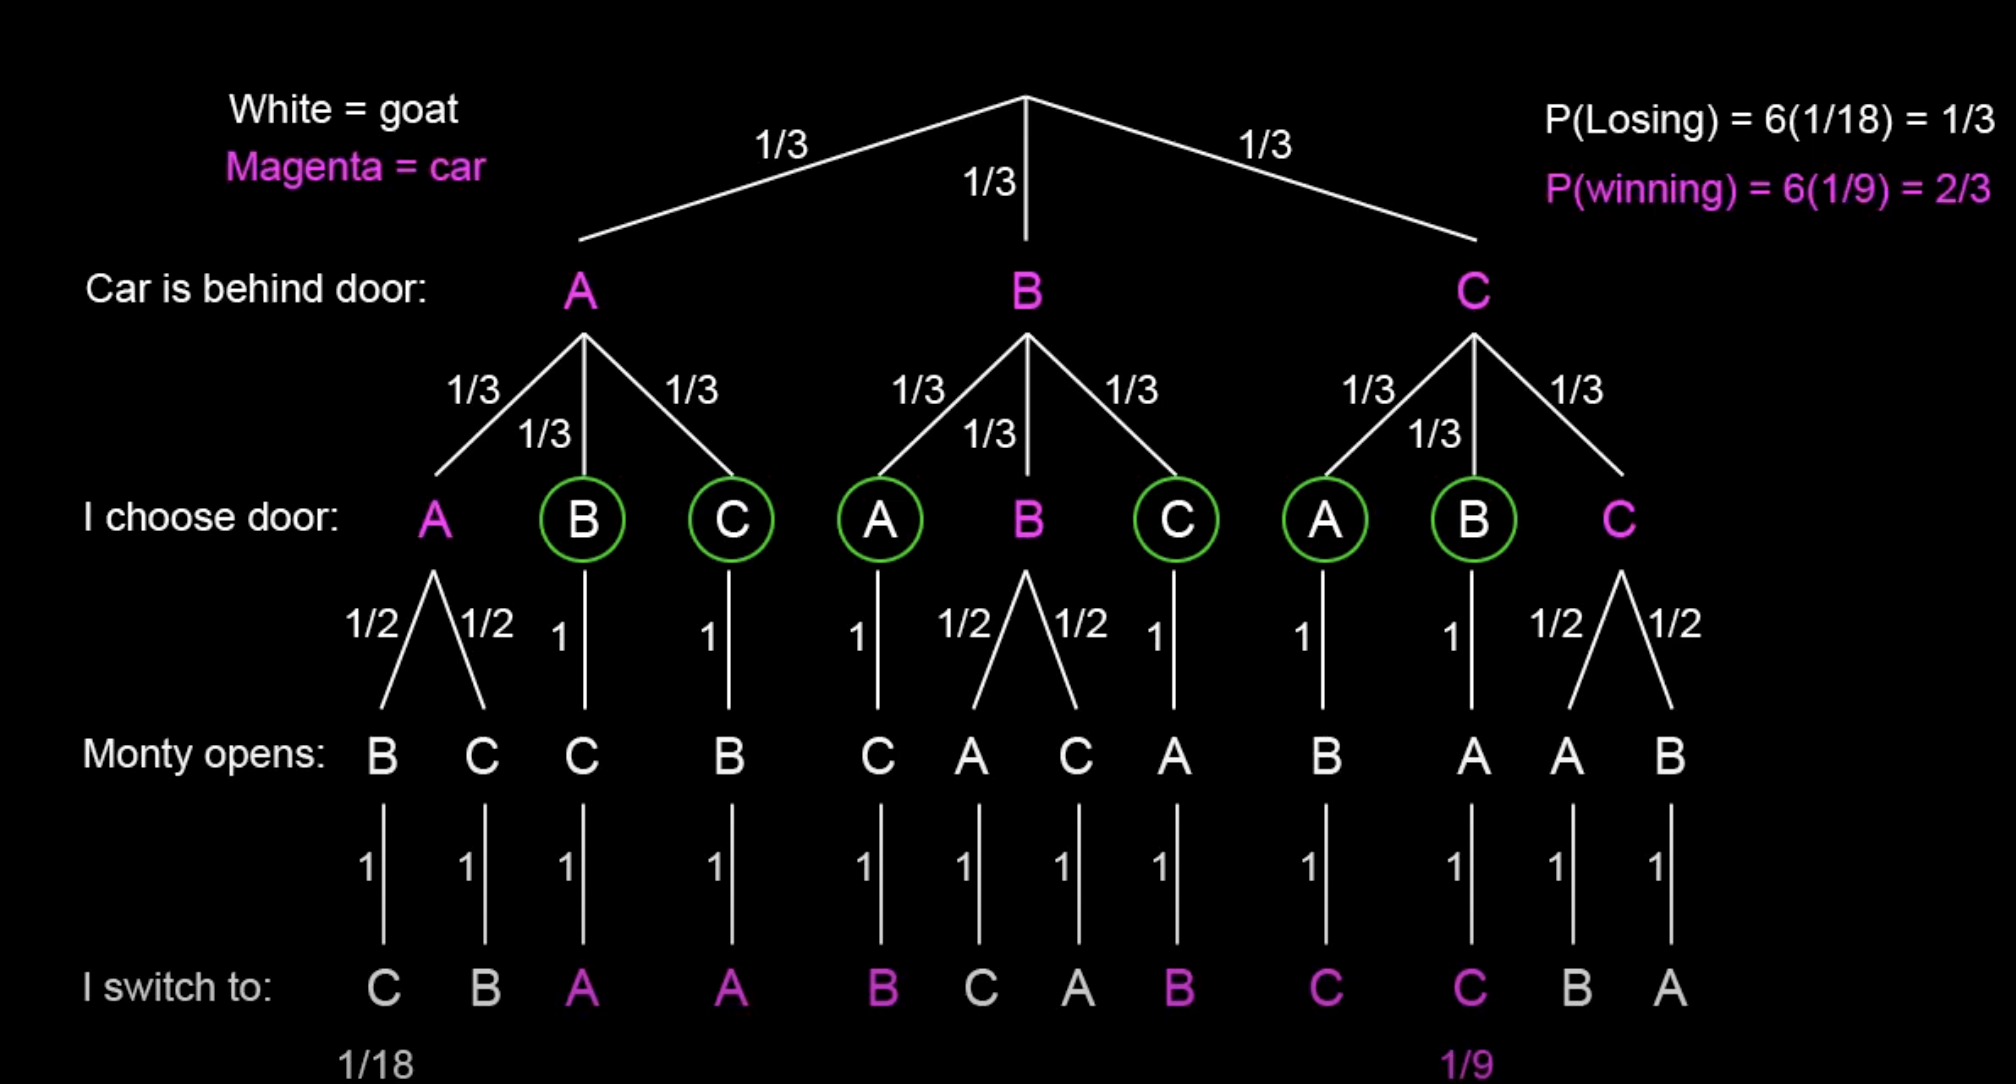 White = goat
Magenta = car
P(Losing) = 6(1/18) = 1/3
P(winning) = 6(1/9) = 2/3
1/3 1/3 1/3
Car is behind door: A B C
1/3 1/3 1/3 1/3 1/3 1/3 1/3 1/3 1/3
I choose door: A B C A B C A B C
1/2 1/2 1 1 1 1/2 1/2 1 1 1 1/2 1/2
Monty opens: B C C B C A C A B A A B
1 1 1 1 1 1 1 1 1 1 1 1
I switch to: C B A A B C A B C C B A
1/18 1/9